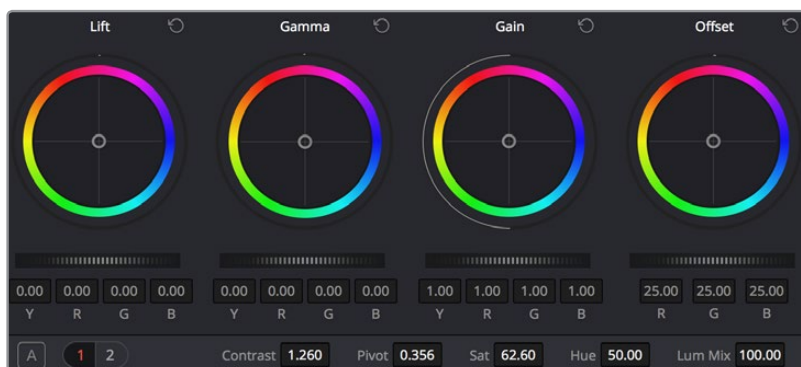 Lift Gamma Gain Offset
0.00 0.00 0.00 0.00 0.00 0.00 0.00 0.00 1.00 1.00 1.00 1.00 25.00 25.00 25.00
Y R G B Y R G B Y R G B R G B
A 1 2 Contrast 1.260 Pivot 0.356 Sat 62.60 Hue 50.00 Lum Mix 100.00